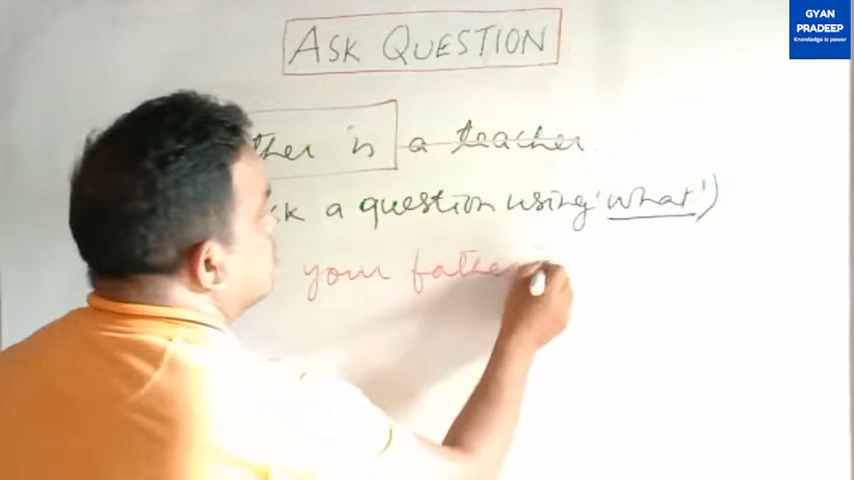 GYAN
PRADEEP
Knowledge is power
ASK QUESTION
is a teacher
a question using 'what')
your father